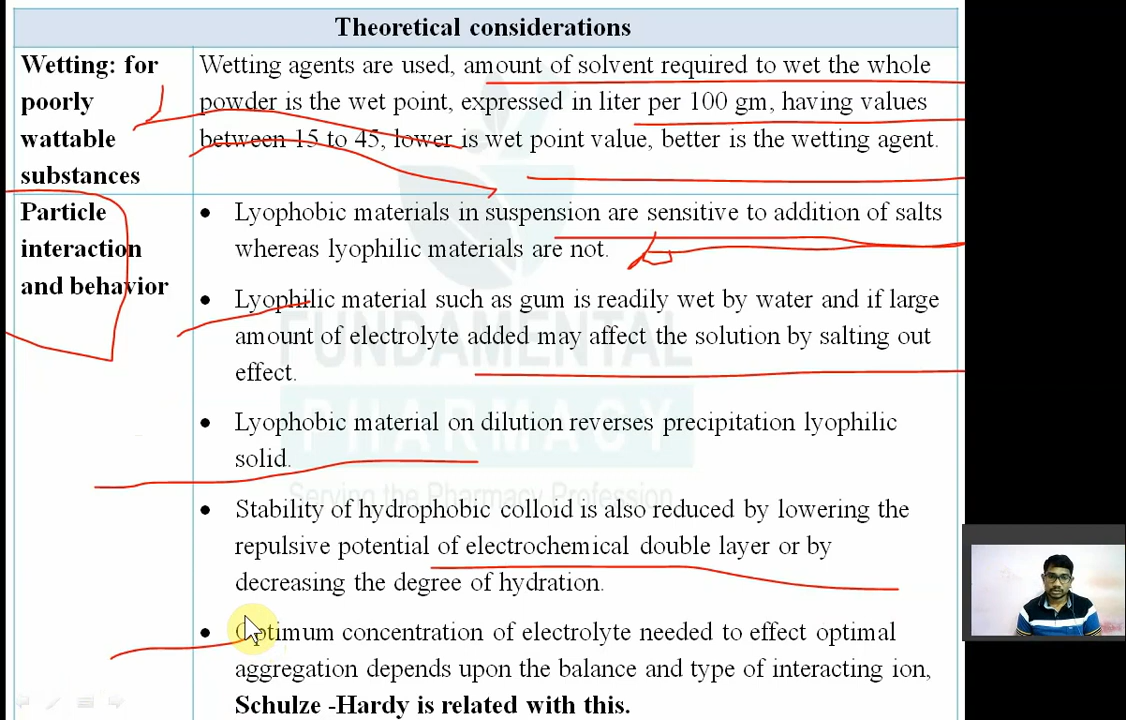 Theoretical considerations
Wetting: for
poorly
wattable
substances
Wetting agents are used, amount of solvent required to wet the whole
powder is the wet point, expressed in liter per 100 gm, having values
between 15 to 45, lower is wet point value, better is the wetting agent.
Particle
interaction
and behavior
• Lyophobic materials in suspension are sensitive to addition of salts
whereas lyophilic materials are not.
• Lyophilic material such as gum is readily wet by water and if large
amount of electrolyte added may affect the solution by salting out
effect.
• Lyophobic material on dilution reverses precipitation lyophilic
solid.
• Stability of hydrophobic colloid is also reduced by lowering the
repulsive potential of electrochemical double layer or by
decreasing the degree of hydration.
• Optimum concentration of electrolyte needed to effect optimal
aggregation depends upon the balance and type of interacting ion,
Schulze -Hardy is related with this.
FUNDAMENTAL
PHARMACY
Serving the Pharmacy Profession